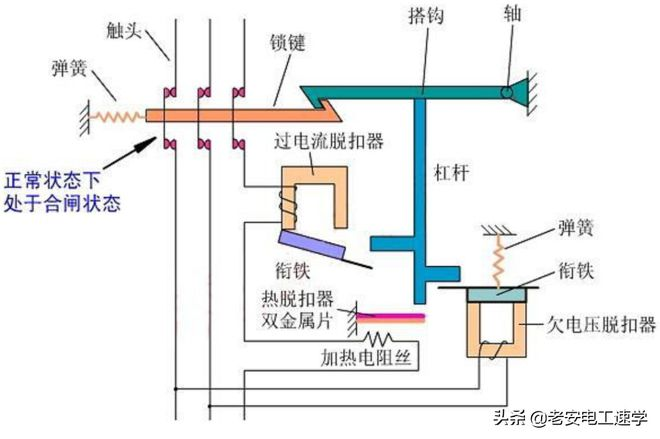 触头
搭钩
轴
弹簧
锁键
过电流脱扣器
正常状态下
处于合闸状态
杠杆
弹簧
衔铁
衔铁
热脱扣器
双金属片
欠电压脱扣器
加热电阻丝
头条 @老安电工速学